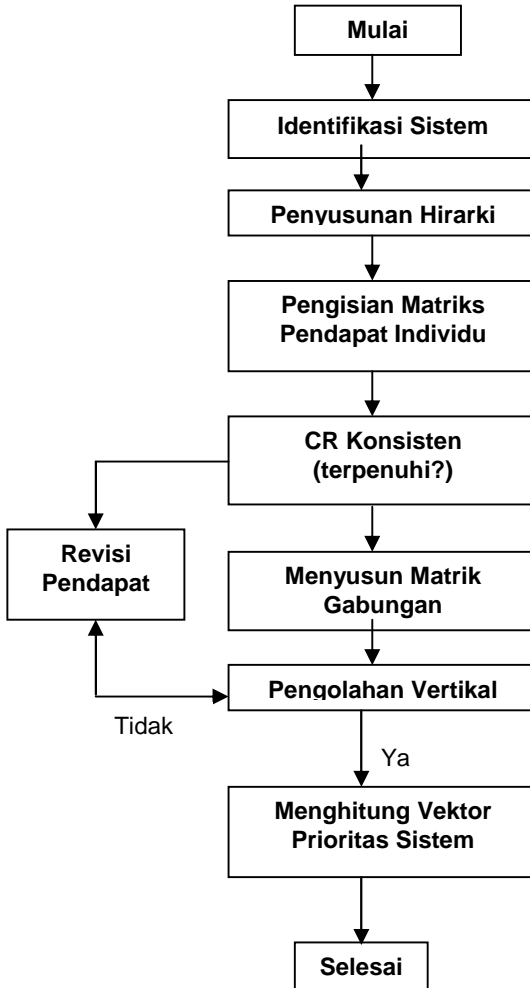 Mulai
Identifikasi Sistem
Penyusunan Hirarki
Pengisian Matriks
Pendapat Individu
CR Konsisten
(terpenuhi?)
Revisi
Pendapat
Menyusun Matrik
Gabungan
Pengolahan Vertikal
Tidak
Ya
Menghitung Vektor
Prioritas Sistem
Selesai